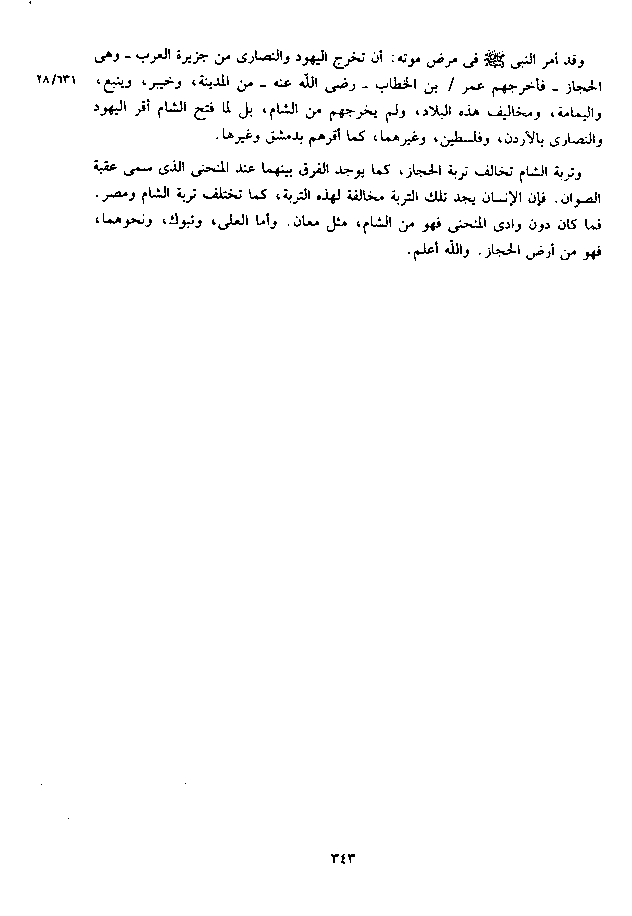 وقد أمر النبى ﷺ فى مرض موته: أن تخرج اليهود والنصارى من جزيرة العرب ـ وهى
الحجاز ـ فأخرجهم عمر / بن الخطاب ـ رضى الله عنه ـ من المدينة، وخيبر، وينبع،
٢٨/٦٣١
واليمامة، ومخاليف هذه البلاد، ولم يخرجهم من الشام، بل لما فتح الشام أقر اليهود
والنصارى بالأردن، وفلسطين، وغيرهما، كما أقرهم بدمشق وغيرها.
وتربة الشام تخالف تربة الحجاز، كما يوجد الفرق بينهما عند المنحنى الذى سمى عقبة
الصوان. فإن الإنسان يجد تلك التربة مخالفة لهذه التربة، كما تختلف تربة الشام ومصر.
فما كان دون وادى المنحنى فهو من الشام، مثل معان. وأما العلى، وتبوك، ونحوهما،
فهو من أرض الحجاز. والله أعلم.
٣٤٣